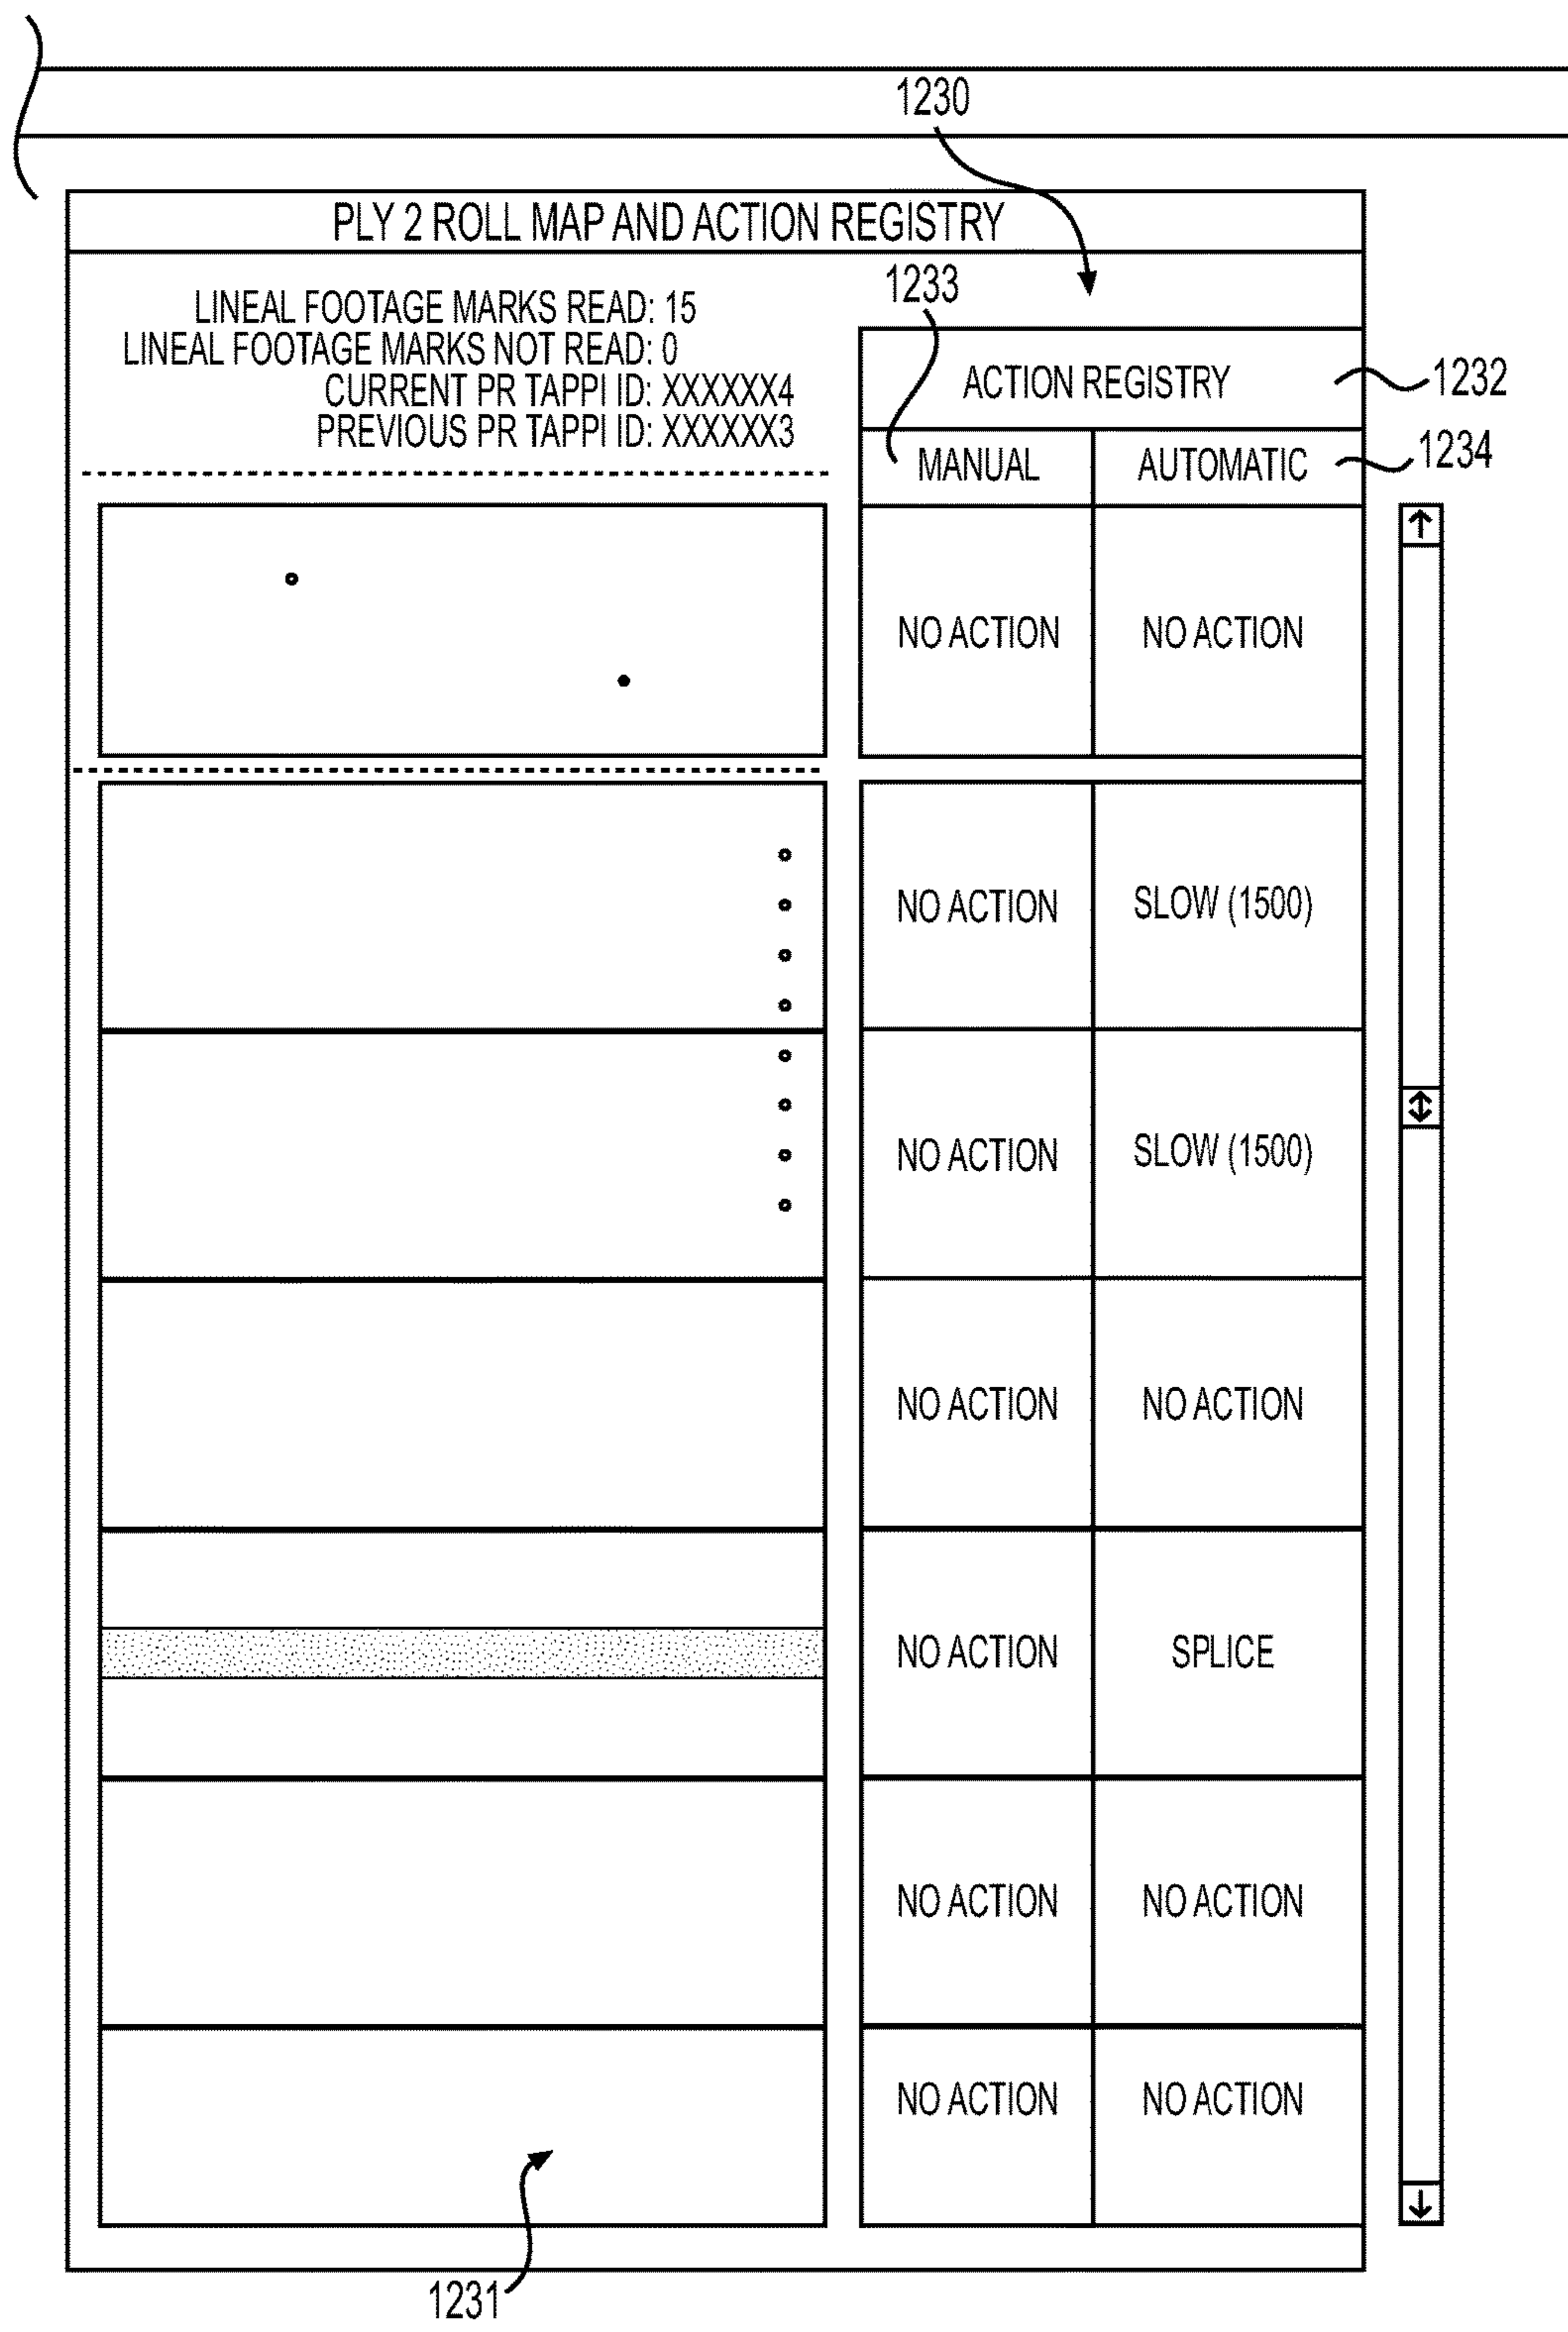 1230
PLY 2 ROLL MAP AND ACTION REGISTRY
1233
LINEAL FOOTAGE MARKS READ: 15
LINEAL FOOTAGE MARKS NOT READ: 0
CURRENT PR TAPPI ID: XXXXXX4
PREVIOUS PR TAPPI ID: XXXXXX3
ACTION REGISTRY
1232
MANUAL AUTOMATIC
1234
NO ACTION NO ACTION
NO ACTION SLOW (1500)
NO ACTION SLOW (1500)
NO ACTION NO ACTION
NO ACTION SPLICE
NO ACTION NO ACTION
NO ACTION NO ACTION
1231